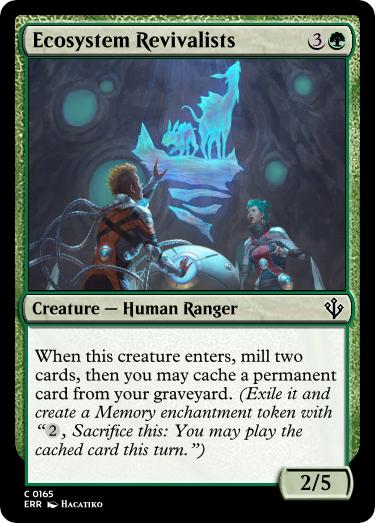 Ecosystem Revivalists 3
Creature — Human Ranger
When this creature enters, mill two
cards, then you may cache a permanent
card from your graveyard. (Exile it and
create a Memory enchantment token with
“2, Sacrifice this: You may play the
cached card this turn.”)
2/5
C 0165
ERR Hacatiko